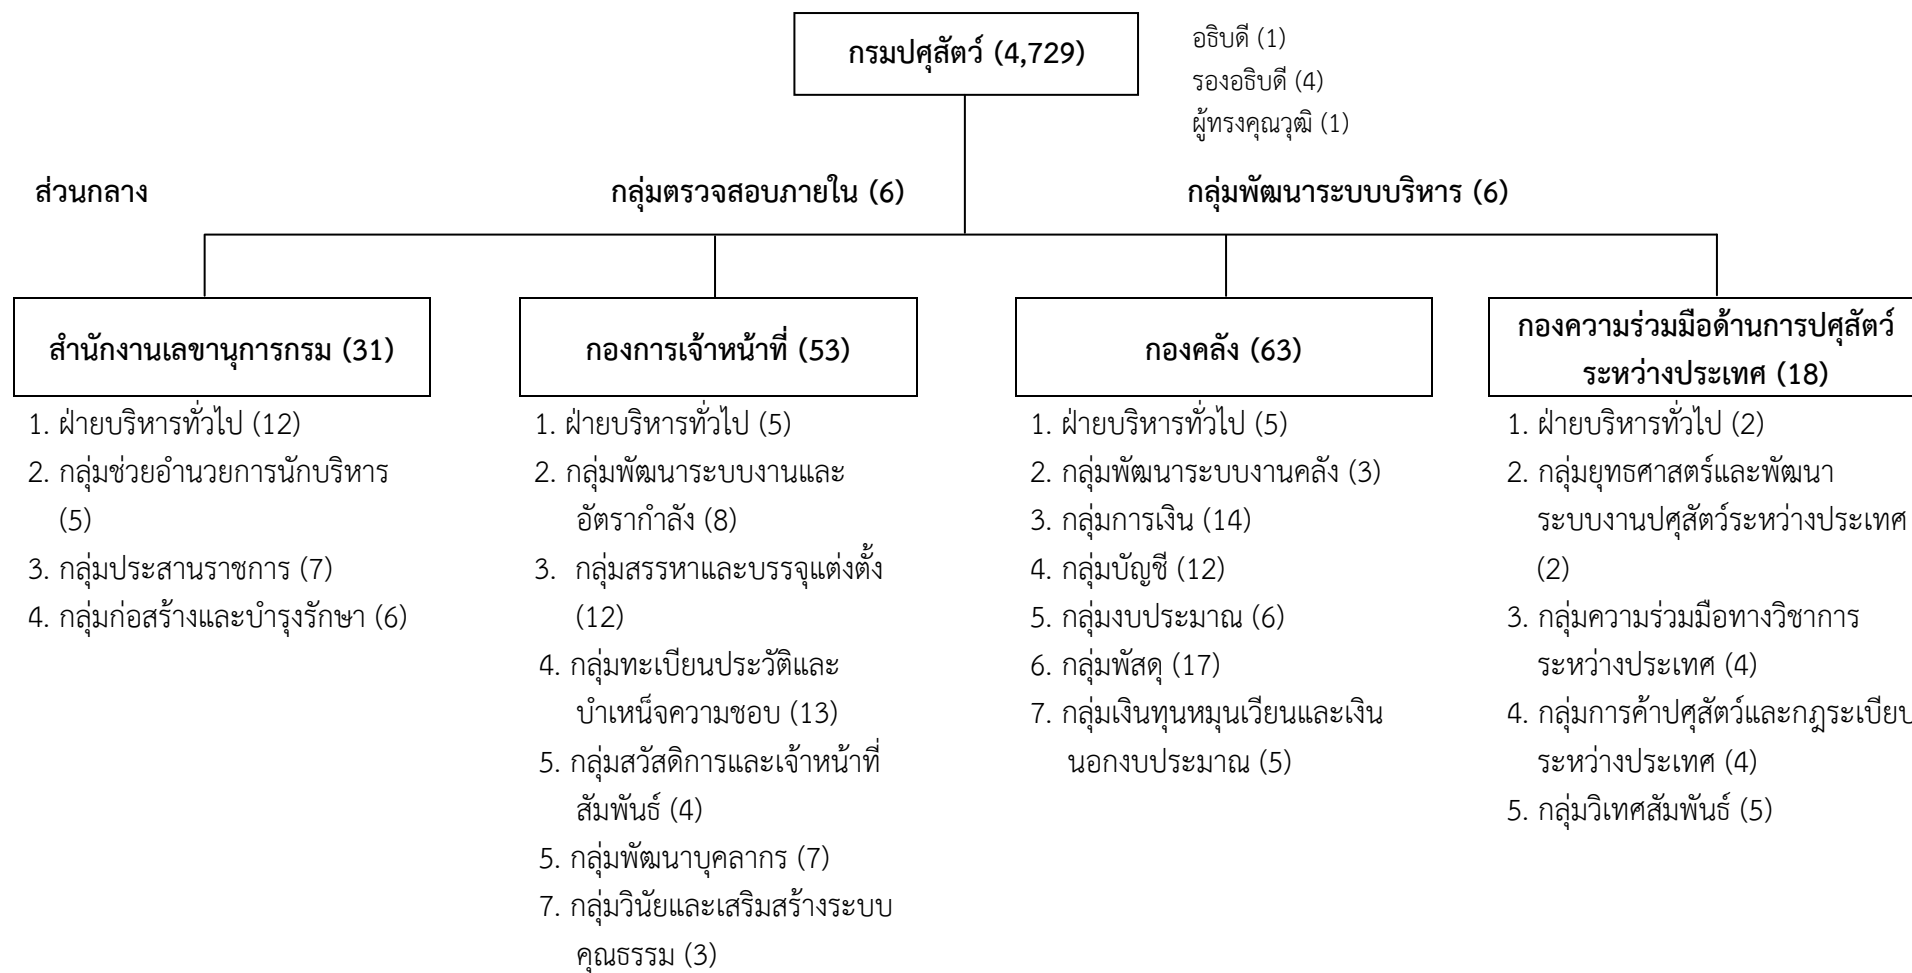 กรมปศุสัตว์ (4,729)
อธิบดี (1)
รองอธิบดี (4)
ผู้ทรงคุณวุฒิ (1)
ส่วนกลาง
กลุ่มตรวจสอบภายใน (6)
กลุ่มพัฒนาระบบบริหาร (6)
สำนักงานเลขานุการกรม (31)
1. ฝ่ายบริหารทั่วไป (12)
2. กลุ่มช่วยอำนวยการนักบริหาร
(5)
3. กลุ่มประสานราชการ (7)
4. กลุ่มก่อสร้างและบำรุงรักษา (6)
กองการเจ้าหน้าที่ (53)
1. ฝ่ายบริหารทั่วไป (5)
2. กลุ่มพัฒนาระบบงานและ
อัตรากำลัง (8)
3. กลุ่มสรรหาและบรรจุแต่งตั้ง
(12)
4. กลุ่มทะเบียนประวัติและ
บำเหน็จความชอบ (13)
5. กลุ่มสวัสดิการและเจ้าหน้าที่
สัมพันธ์ (4)
5. กลุ่มพัฒนาบุคลากร (7)
7. กลุ่มวินัยและเสริมสร้างระบบ
คุณธรรม (3)
กองคลัง (63)
1. ฝ่ายบริหารทั่วไป (5)
2. กลุ่มพัฒนาระบบงานคลัง (3)
3. กลุ่มการเงิน (14)
4. กลุ่มบัญชี (12)
5. กลุ่มงบประมาณ (6)
6. กลุ่มพัสดุ (17)
7. กลุ่มเงินทุนหมุนเวียนและเงิน
นอกงบประมาณ (5)
กองความร่วมมือด้านการปศุสัตว์
ระหว่างประเทศ (18)
1. ฝ่ายบริหารทั่วไป (2)
2. กลุ่มยุทธศาสตร์และพัฒนา
ระบบงานปศุสัตว์ระหว่างประเทศ
(2)
3. กลุ่มความร่วมมือทางวิชาการ
ระหว่างประเทศ (4)
4. กลุ่มการค้าปศุสัตว์และกฎระเบียบ
ระหว่างประเทศ (4)
5. กลุ่มวิเทศสัมพันธ์ (5)